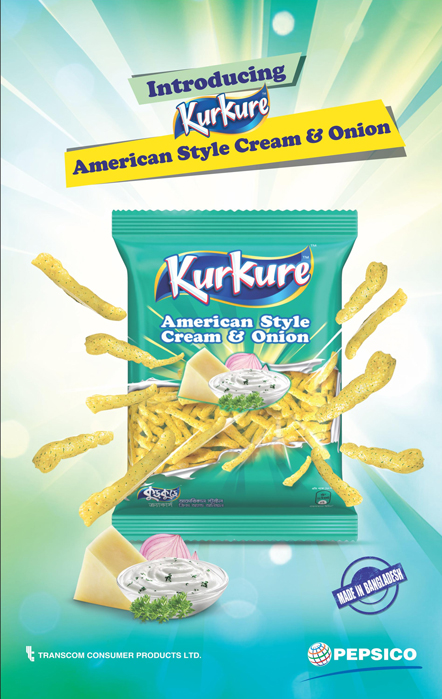 Introducing
Kurkure
American Style Cream & Onion
Kurkure
American Style
Cream & Onion
কুড়কুড়ে
MADE IN BANGLADESH
TRANSCOM CONSUMER PRODUCTS LTD.
PEPSICO